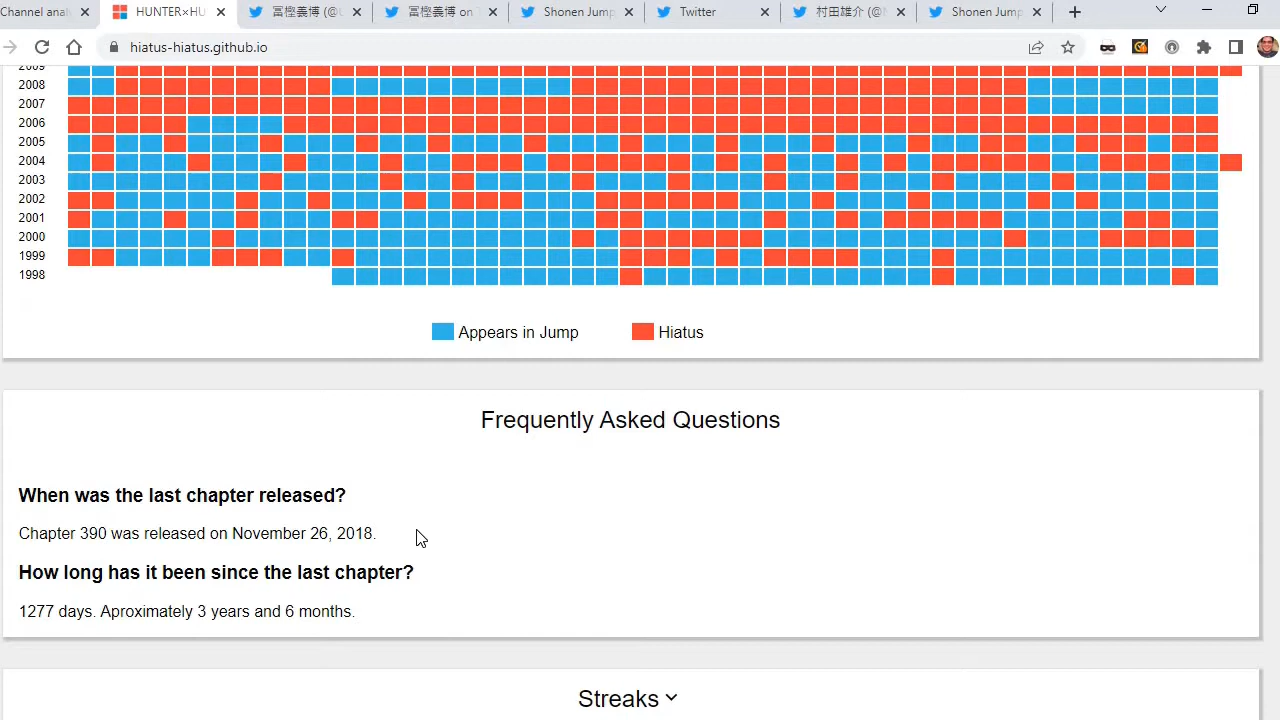 Channel anal
HUNTER×HU
冨樫義博 (@U
冨樫義博 on T
Shonen Jump
Twitter
村田雄介 (@N
Shonen Jump
hiatus-hiatus.github.io
2009
2008
2007
2006
2005
2004
2003
2002
2001
2000
1999
1998
Appears in Jump
Hiatus
Frequently Asked Questions
When was the last chapter released?
Chapter 390 was released on November 26, 2018.
How long has it been since the last chapter?
1277 days. Aproximately 3 years and 6 months.
Streaks